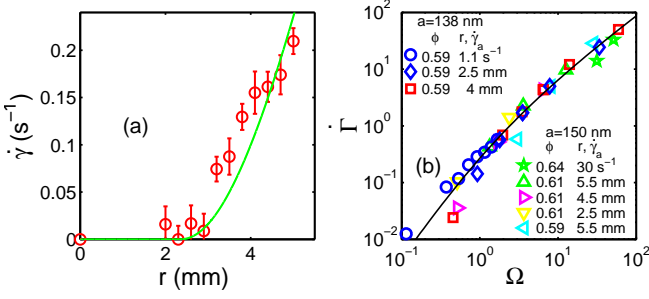 γ̇ (s⁻¹)
0.2
0.15
0.1
0.05
0
0
2
4
r (mm)
(a)
Γ̇
10²
10¹
10⁰
10⁻¹
10⁻²
10⁻¹
10⁰
10¹
10²
Ω
(b)
a=138 nm
ϕ r, γ̇ₐ
0.59 1.1 s⁻¹
0.59 2.5 mm
0.59 4 mm
a=150 nm
ϕ r, γ̇ₐ
0.64 30 s⁻¹
0.61 5.5 mm
0.61 4.5 mm
0.61 2.5 mm
0.59 5.5 mm